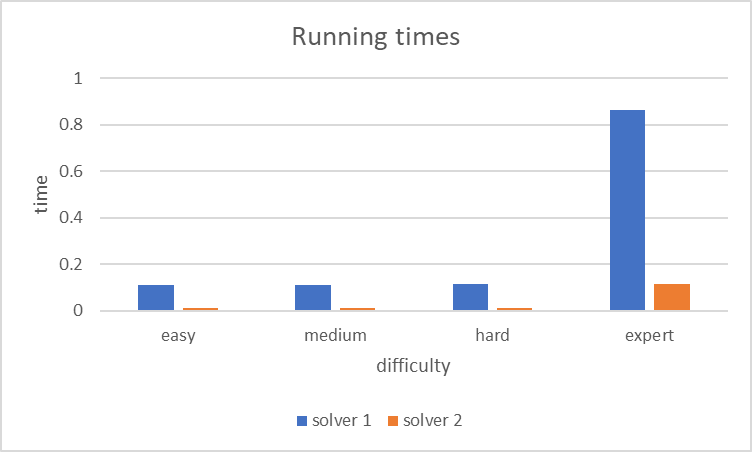 Running times
1
0.8
0.6
0.4
0.2
0
time
easy medium hard expert
difficulty
solver 1 solver 2